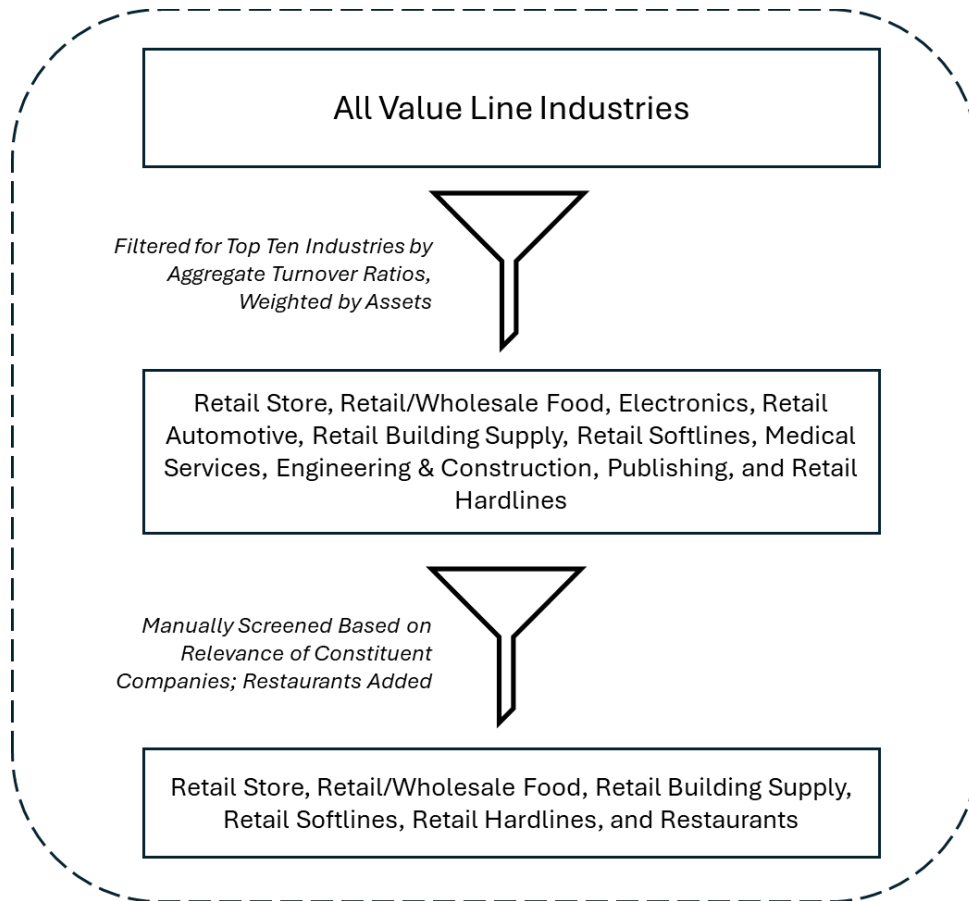 All Value Line Industries
Filtered for Top Ten Industries by
Aggregate Turnover Ratios,
Weighted by Assets
Retail Store, Retail/Wholesale Food, Electronics, Retail
Automotive, Retail Building Supply, Retail Softlines, Medical
Services, Engineering & Construction, Publishing, and Retail
Hardlines
Manually Screened Based on
Relevance of Constituent
Companies; Restaurants Added
Retail Store, Retail/Wholesale Food, Retail Building Supply,
Retail Softlines, Retail Hardlines, and Restaurants